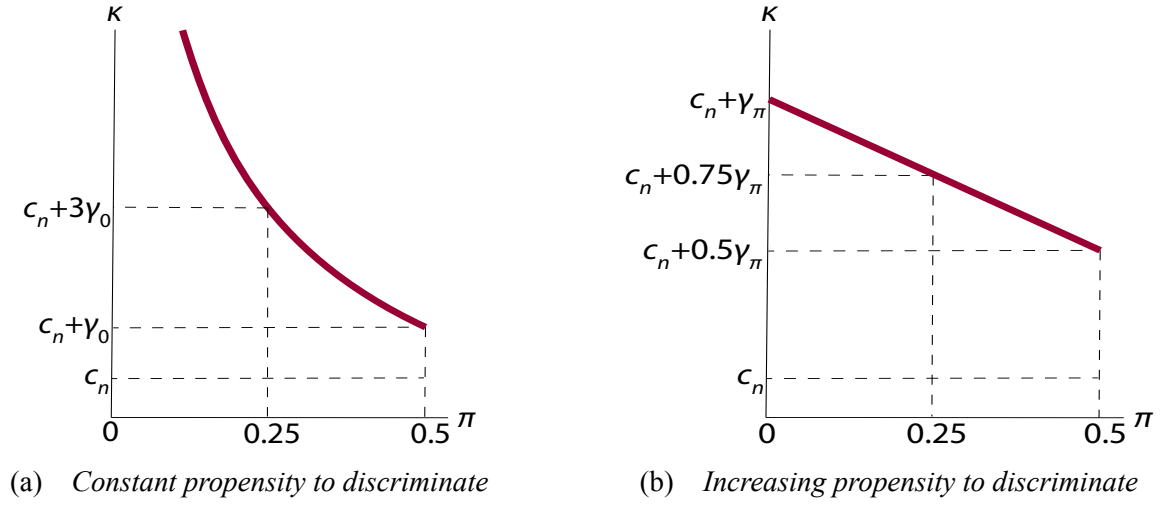 κ
c_n+3γ_0
c_n+γ_0
c_n
0
0.25
0.5
π
(a) Constant propensity to discriminate
κ
c_n+γ_π
c_n+0.75γ_π
c_n+0.5γ_π
c_n
0
0.25
0.5
π
(b) Increasing propensity to discriminate